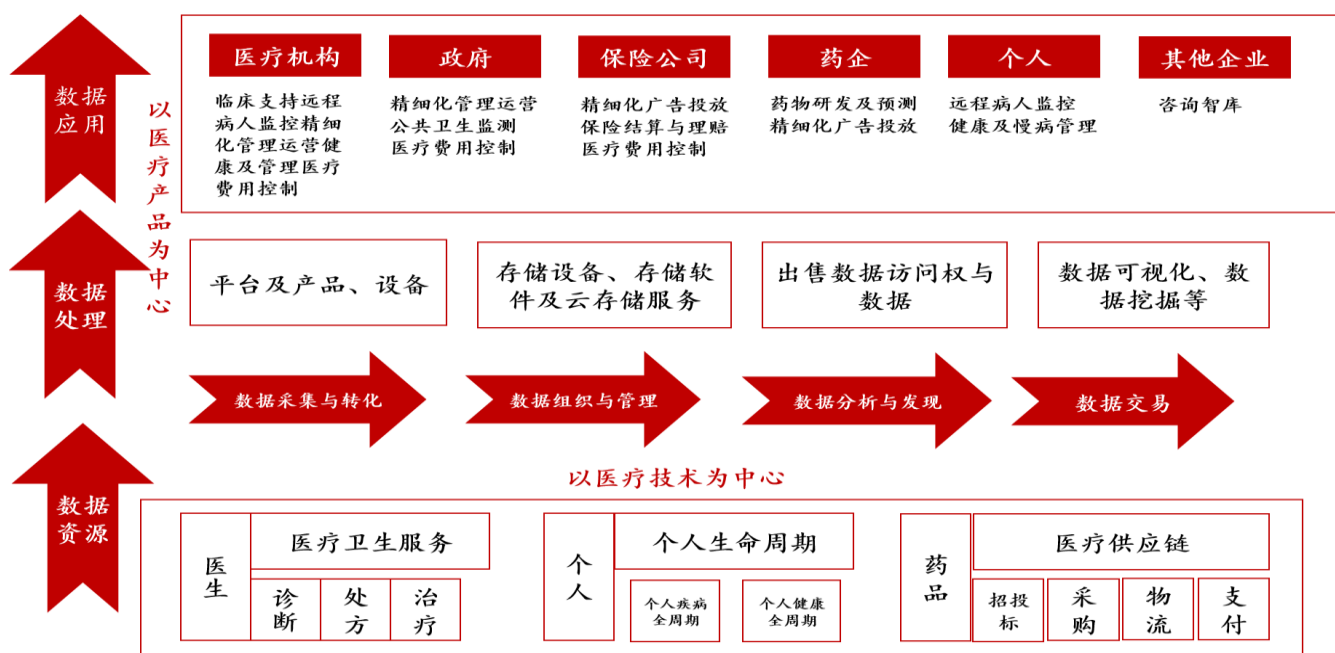 数据
应用
以医疗产品为中心
医疗机构
临床支持远程
病人监控精细
化管理运营健
康及管理医疗
费用控制
政府
精细化管理运营
公共卫生监测
医疗费用控制
保险公司
精细化广告投放
保险结算与理赔
医疗费用控制
药企
药物研发及预测
精细化广告投放
个人
远程病人监控
健康及慢病管理
其他企业
咨询智库
数据
处理
平台及产品、设备
存储设备、存储软
件及云存储服务
出售数据访问权与
数据
数据可视化、数
据挖掘等
数据采集与转化
数据组织与管理
数据分析与发现
数据交易
以医疗技术为中心
数据
资源
医生
医疗卫生服务
诊断
处方
治疗
个人
个人生命周期
个人疾病
全周期
个人健康
全周期
药品
医疗供应链
招投
标
采购
物流
支付